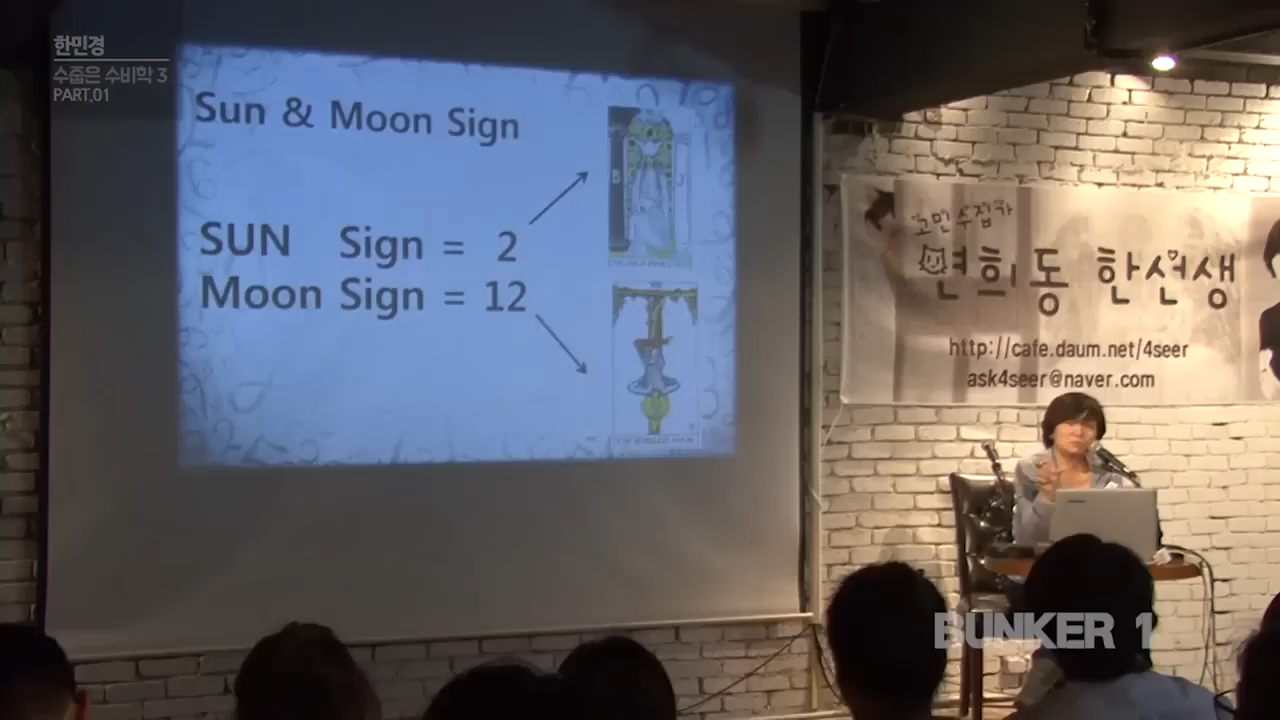 한민경
수줍은 수비학 3
PART.01
Sun & Moon Sign
SUN Sign = 2
Moon Sign = 12
B J
고민수집가
연희동 한선생
http://cafe.daum.net/4seer
ask4seer@naver.com
BUNKER 1